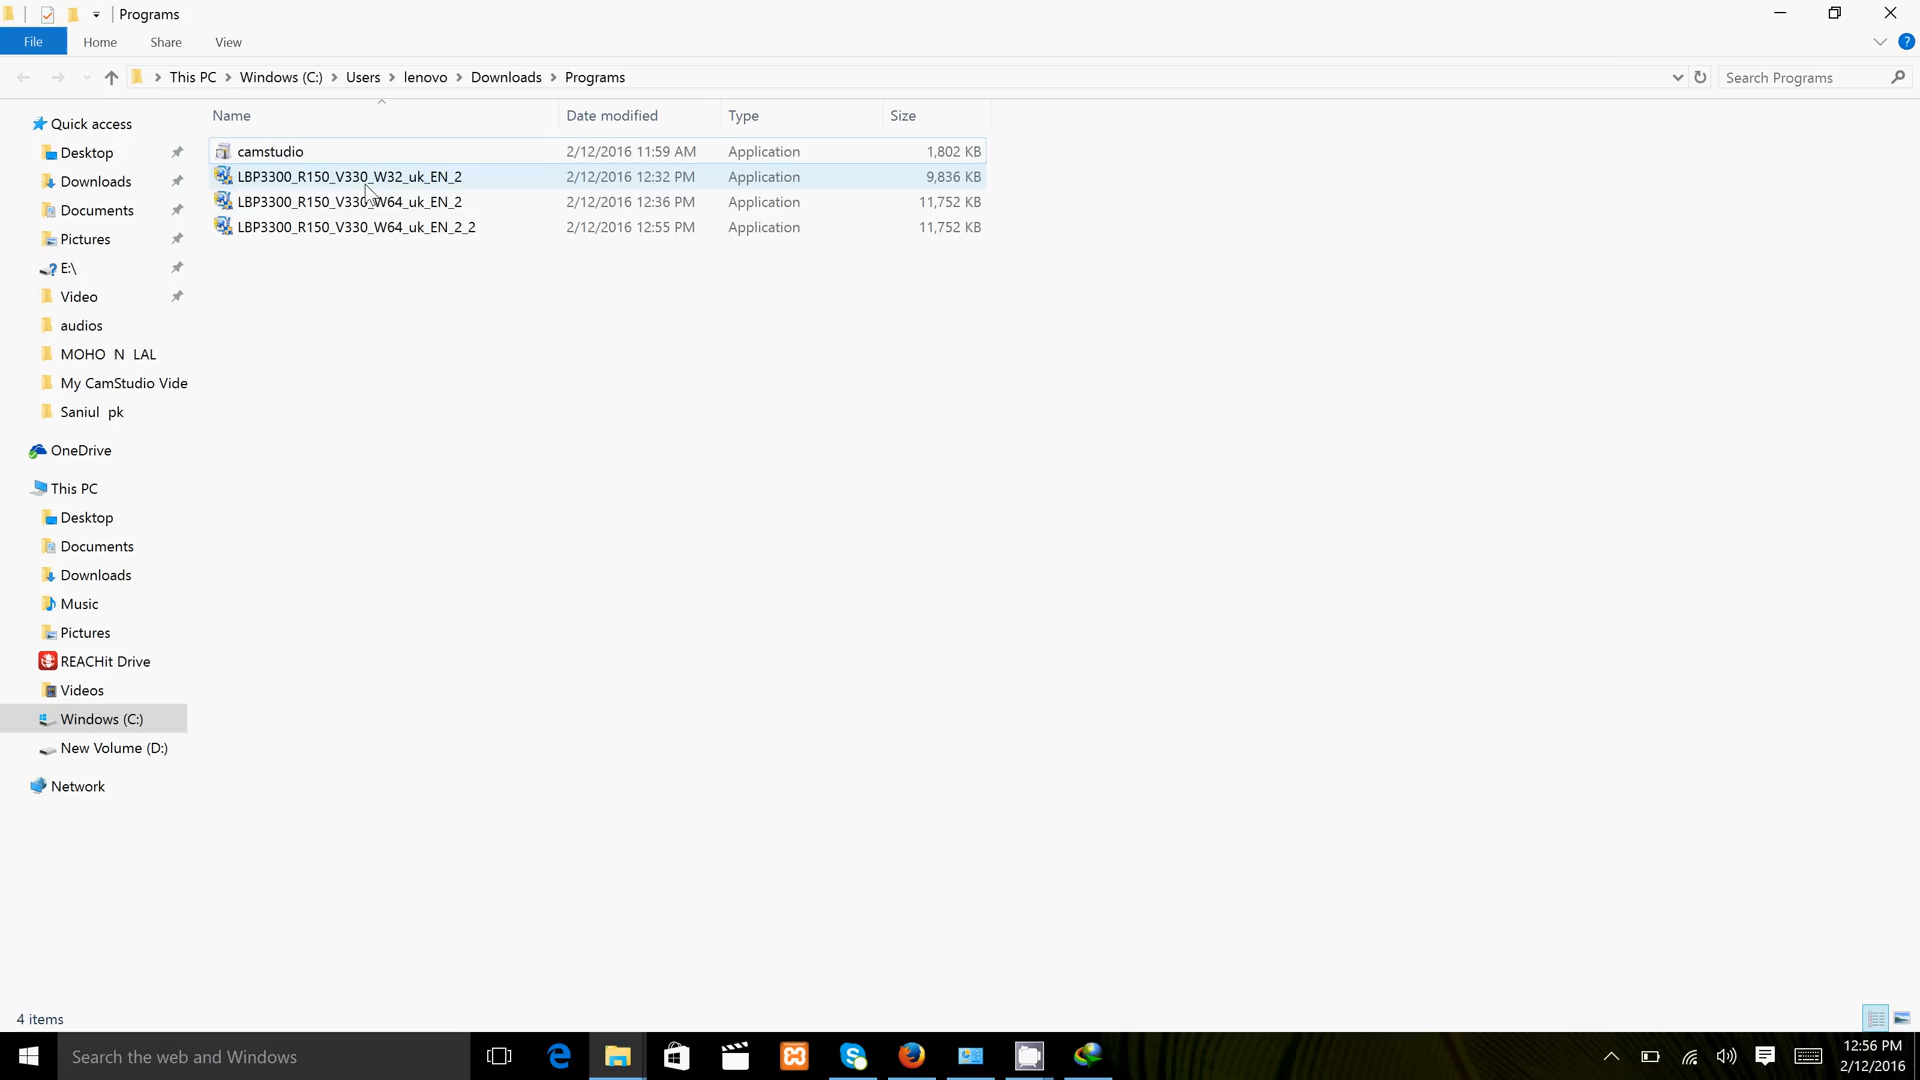 Programs
File Home Share View
This PC Windows (C:) Users lenovo Downloads Programs
Search Programs
Name Date modified Type Size
camstudio 2/12/2016 11:59 AM Application 1,802 KB
LBP3300_R150_V330_W32_uk_EN_2 2/12/2016 12:32 PM Application 9,836 KB
LBP3300_R150_V330_W64_uk_EN_2 2/12/2016 12:36 PM Application 11,752 KB
LBP3300_R150_V330_W64_uk_EN_2_2 2/12/2016 12:55 PM Application 11,752 KB
Quick access
Desktop
Downloads
Documents
Pictures
E:\
Video
audios
MOHO N LAL
My CamStudio Vide
Saniul pk
OneDrive
This PC
Desktop
Documents
Downloads
Music
Pictures
REACHit Drive
Videos
Windows (C:)
New Volume (D:)
Network
4 items
Search the web and Windows
12:56 PM
2/12/2016